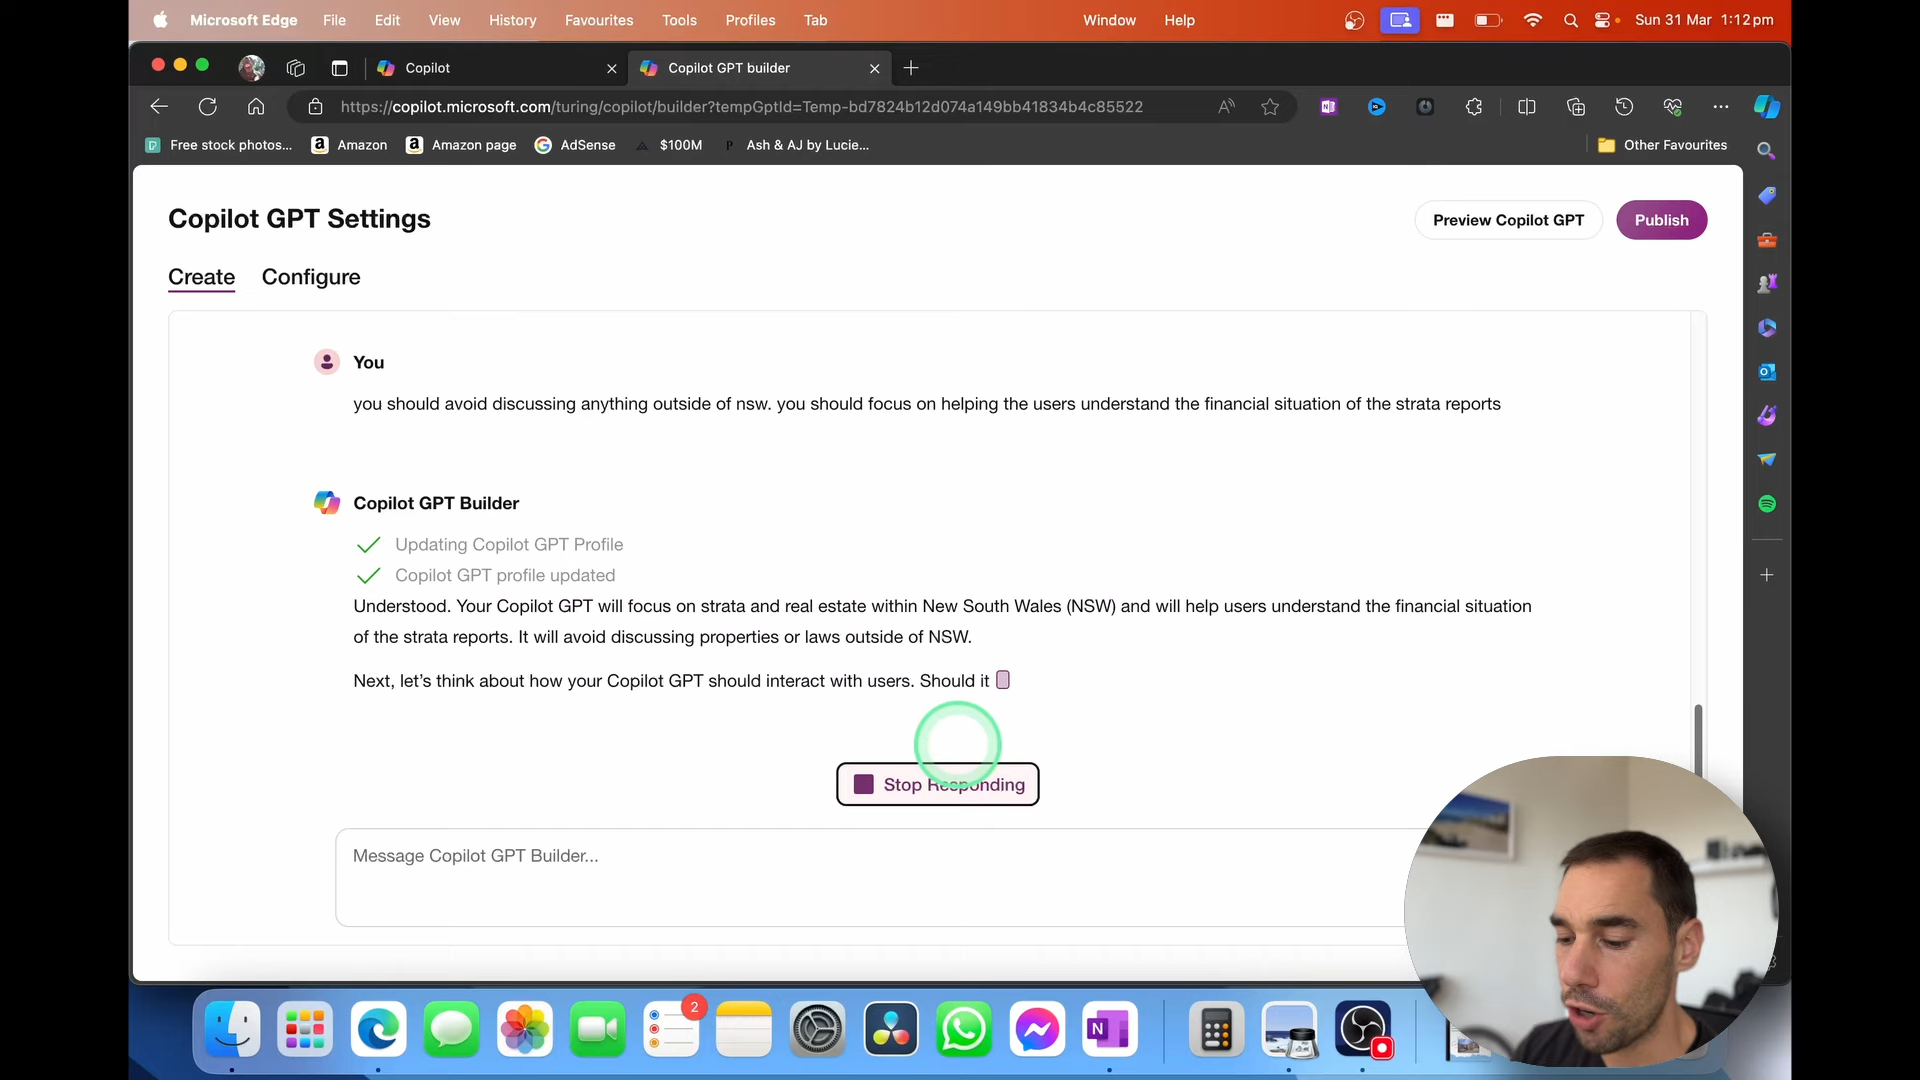 Microsoft Edge File Edit View History Favourites Tools Profiles Tab Window Help Sun 31 Mar 1:12 pm
Copilot Copilot GPT builder
https://copilot.microsoft.com/turing/copilot/builder?tempGptId=Temp-bd7824b12d074a149bb41834b4c85522
Free stock photos... Amazon Amazon page AdSense $100M Ash & AJ by Lucie... Other Favourites
Copilot GPT Settings
Preview Copilot GPT Publish
Create Configure
You
you should avoid discussing anything outside of nsw. you should focus on helping the users understand the financial situation of the strata reports
Copilot GPT Builder
Updating Copilot GPT Profile
Copilot GPT profile updated
Understood. Your Copilot GPT will focus on strata and real estate within New South Wales (NSW) and will help users understand the financial situation
of the strata reports. It will avoid discussing properties or laws outside of NSW.
Next, let's think about how your Copilot GPT should interact with users. Should it
Stop Responding
Message Copilot GPT Builder...
2